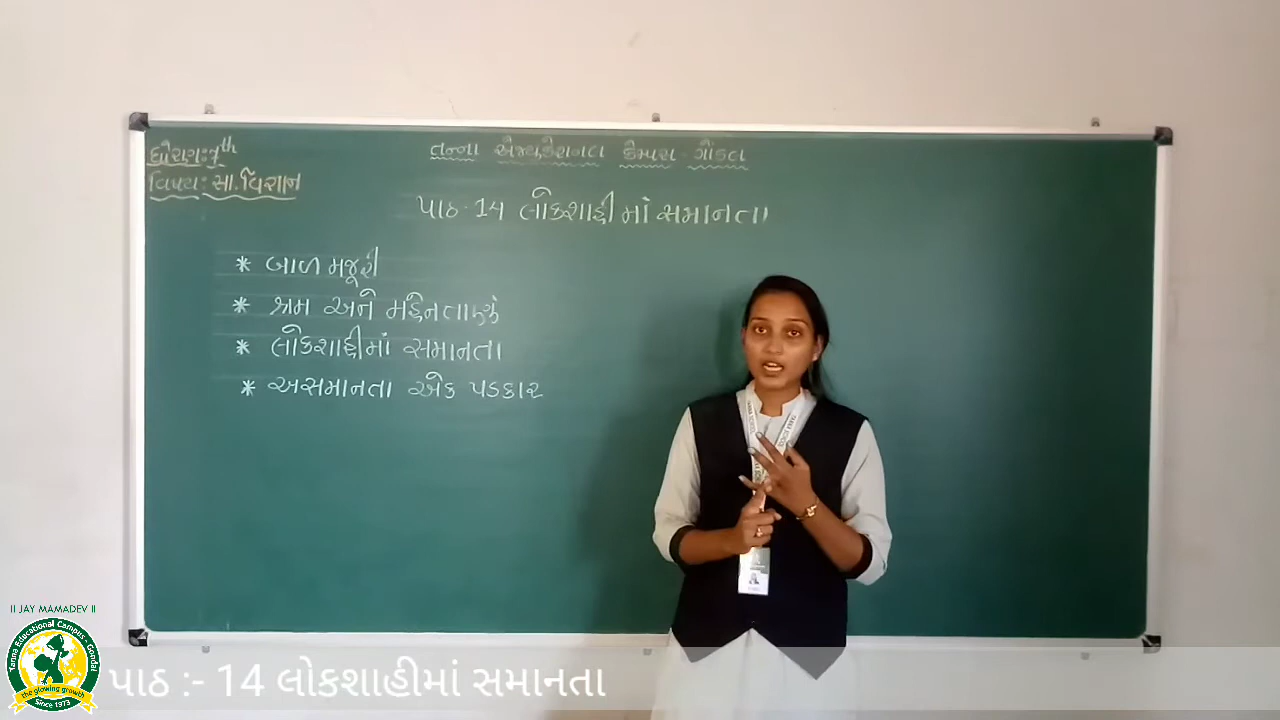 ધોરણ: 7th
વિષય: સા. વિજ્ઞાન
તન્ના એજ્યુકેશનલ કેમ્પસ - ગોંડલ
પાઠ - 14 લોકશાહીમાં સમાનતા
* બાળ મજૂરી
* શ્રમ અને મહેનતાણું
* લોકશાહીમાં સમાનતા
* અસમાનતા એક પડકાર
II JAY MAMADEV II
Tanna Educational Campus - Gondal
the glowing growth
Since 1973
પાઠ :- 14 લોકશાહીમાં સમાનતા